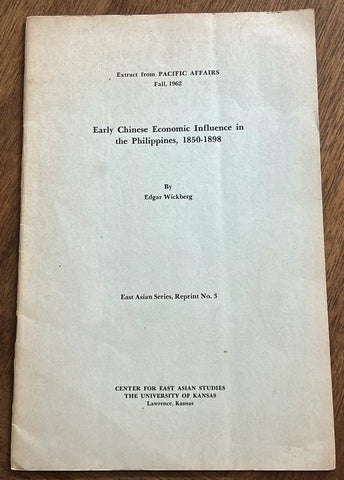 Extract from PACIFIC AFFAIRS
Fall, 1962
Early Chinese Economic Influence in
the Philippines, 1850-1898
By
Edgar Wickberg
East Asian Series, Reprint No. 3
CENTER FOR EAST ASIAN STUDIES
THE UNIVERSITY OF KANSAS
Lawrence, Kansas